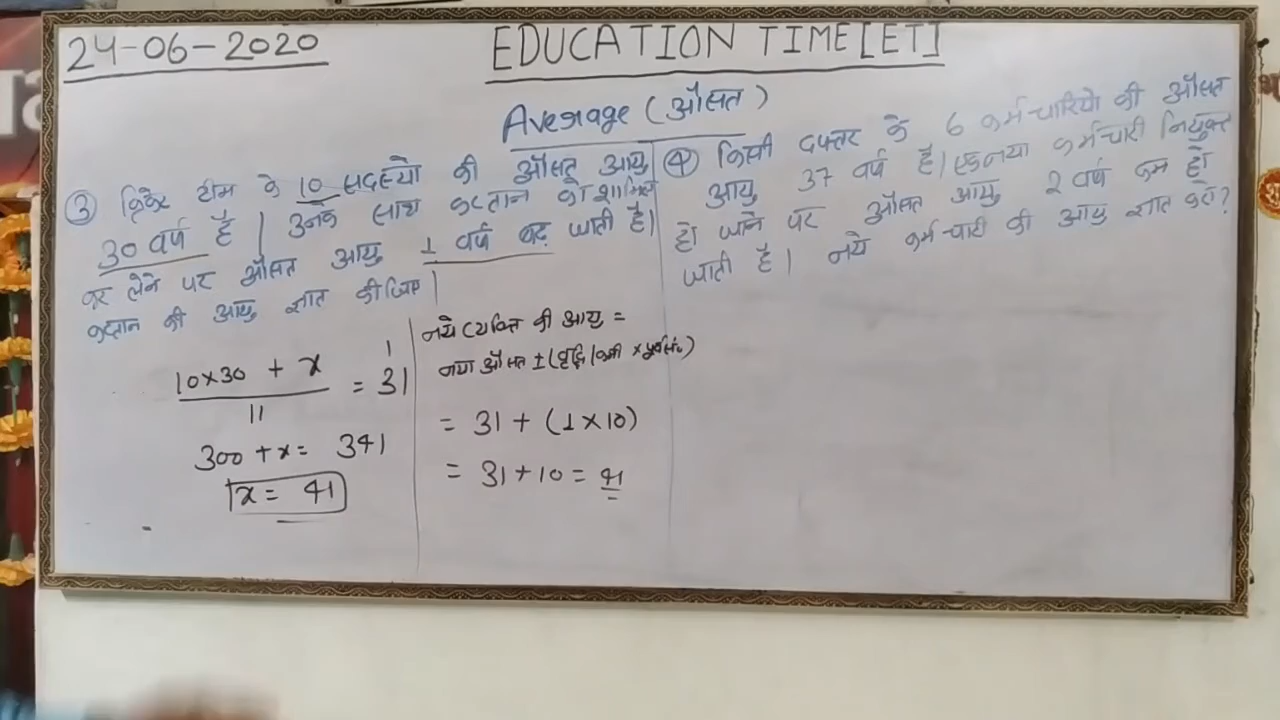 24-06-2020
EDUCATION TIME[ET]
Average (औसत)
③ क्रिकेट टीम के 10 सदस्यो की औसत आयु
30 वर्ष है। उनके साथ कप्तान को शामिल
कर लेने पर औसत आयु 1 वर्ष बढ़ जाती है।
कप्तान की आयु ज्ञात कीजिए।
10×30 + x
11
= 31
1
300 + x = 341
x = 41
नये व्यक्ति की आयु =
नया औसत ± (वृद्धि/कमी × पूर्व सं.)
= 31 + (1×10)
= 31 + 10 = 41
④ किसी दफ्तर के 6 कर्मचारियो की औसत
आयु 37 वर्ष है। एक नया कर्मचारी नियुक्त
हो जाने पर औसत आयु 2 वर्ष कम हो
जाती है। नये कर्मचारी की आयु ज्ञात करो?